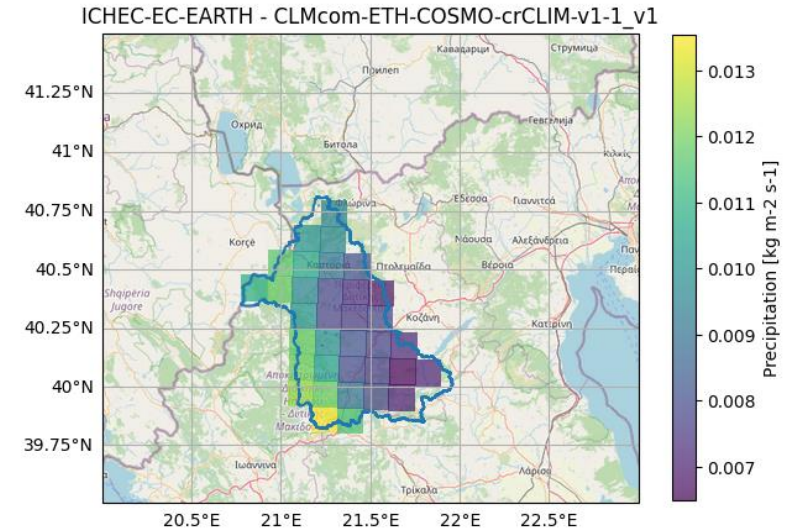 ICHEC-EC-EARTH - CLMcom-ETH-COSMO-crCLIM-v1-1_v1
41.25°N
41°N
40.75°N
40.5°N
40.25°N
40°N
39.75°N
20.5°E
21°E
21.5°E
22°E
22.5°E
Кавадарци
Струмица
Прилеп
Гевгелија
Охрид
Битола
Κιλκίς
Φλώρινα
Έδεσσα
Γιαννιτσά
Korçë
Νάουσα
Αλεξάνδρεια
Καστοριά
Πτολεμαΐδα
Βέροια
Shqipëria
Jugore
Κοζάνη
Κατερίνη
Ιωάννινα
Τρίκαλα
Λάρισα
0.013
0.012
0.011
0.010
0.009
0.008
0.007
Precipitation [kg m-2 s-1]